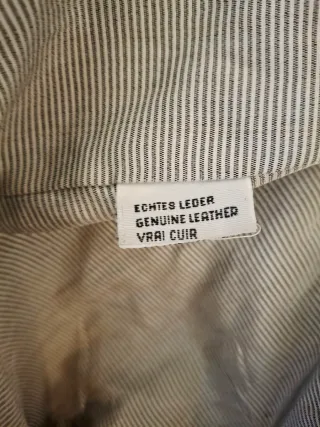 ECHTES LEDER
GENUINE LEATHER
VRAI CUIR